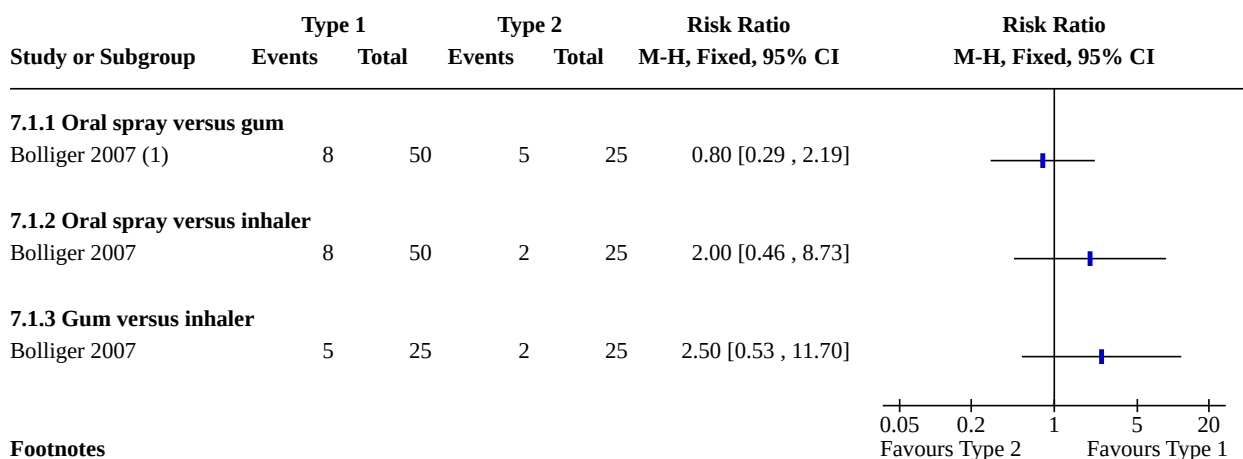 Type 1 Type 2 Risk Ratio Risk Ratio
Study or Subgroup Events Total Events Total M-H, Fixed, 95% CI M-H, Fixed, 95% CI
7.1.1 Oral spray versus gum
Bolliger 2007 (1) 8 50 5 25 0.80 [0.29 , 2.19]
7.1.2 Oral spray versus inhaler
Bolliger 2007 8 50 2 25 2.00 [0.46 , 8.73]
7.1.3 Gum versus inhaler
Bolliger 2007 5 25 2 25 2.50 [0.53 , 11.70]
0.05 0.2 1 5 20
Footnotes Favours Type 2 Favours Type 1